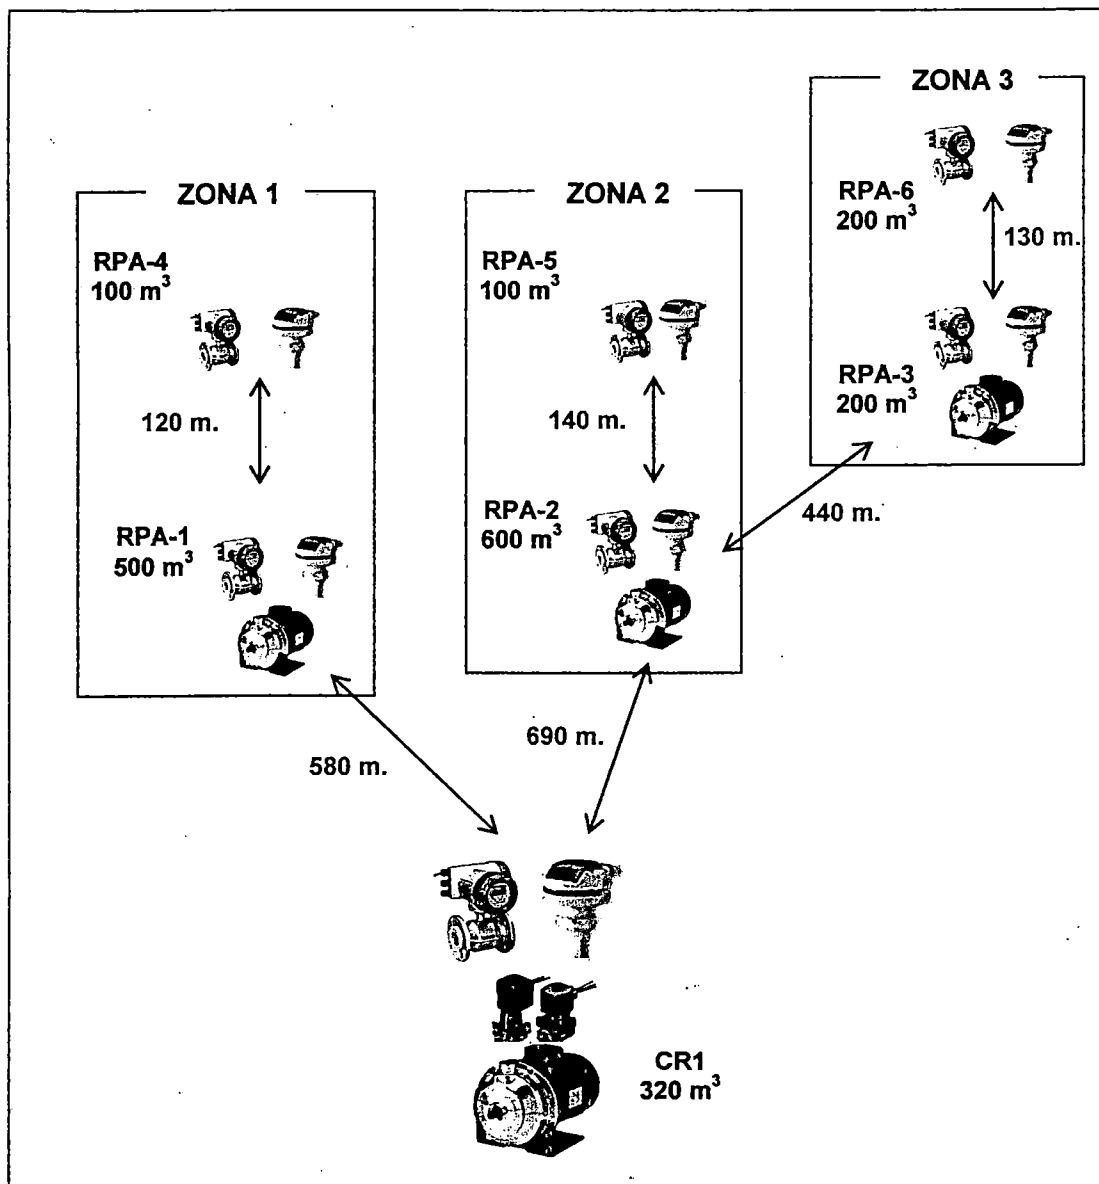 ZONA 3
RPA-6
200 m³
130 m.
RPA-3
200 m³
ZONA 1
RPA-4
100 m³
120 m.
RPA-1
500 m³
ZONA 2
RPA-5
100 m³
140 m.
RPA-2
600 m³
440 m.
580 m.
690 m.
CR1
320 m³